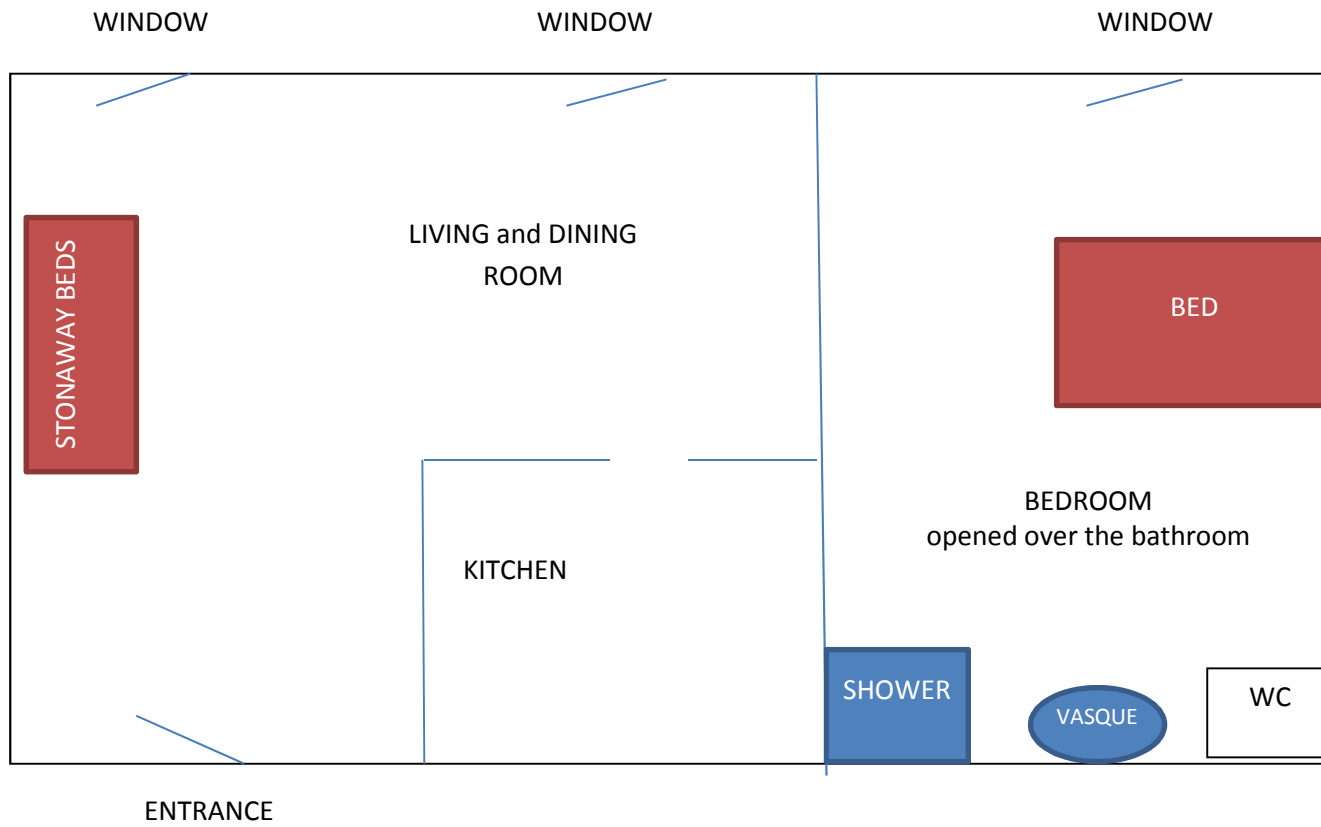 WINDOW
WINDOW
WINDOW
LIVING and DINING
ROOM
STONAWAY BEDS
BED
BEDROOM
opened over the bathroom
KITCHEN
SHOWER
VASQUE
WC
ENTRANCE